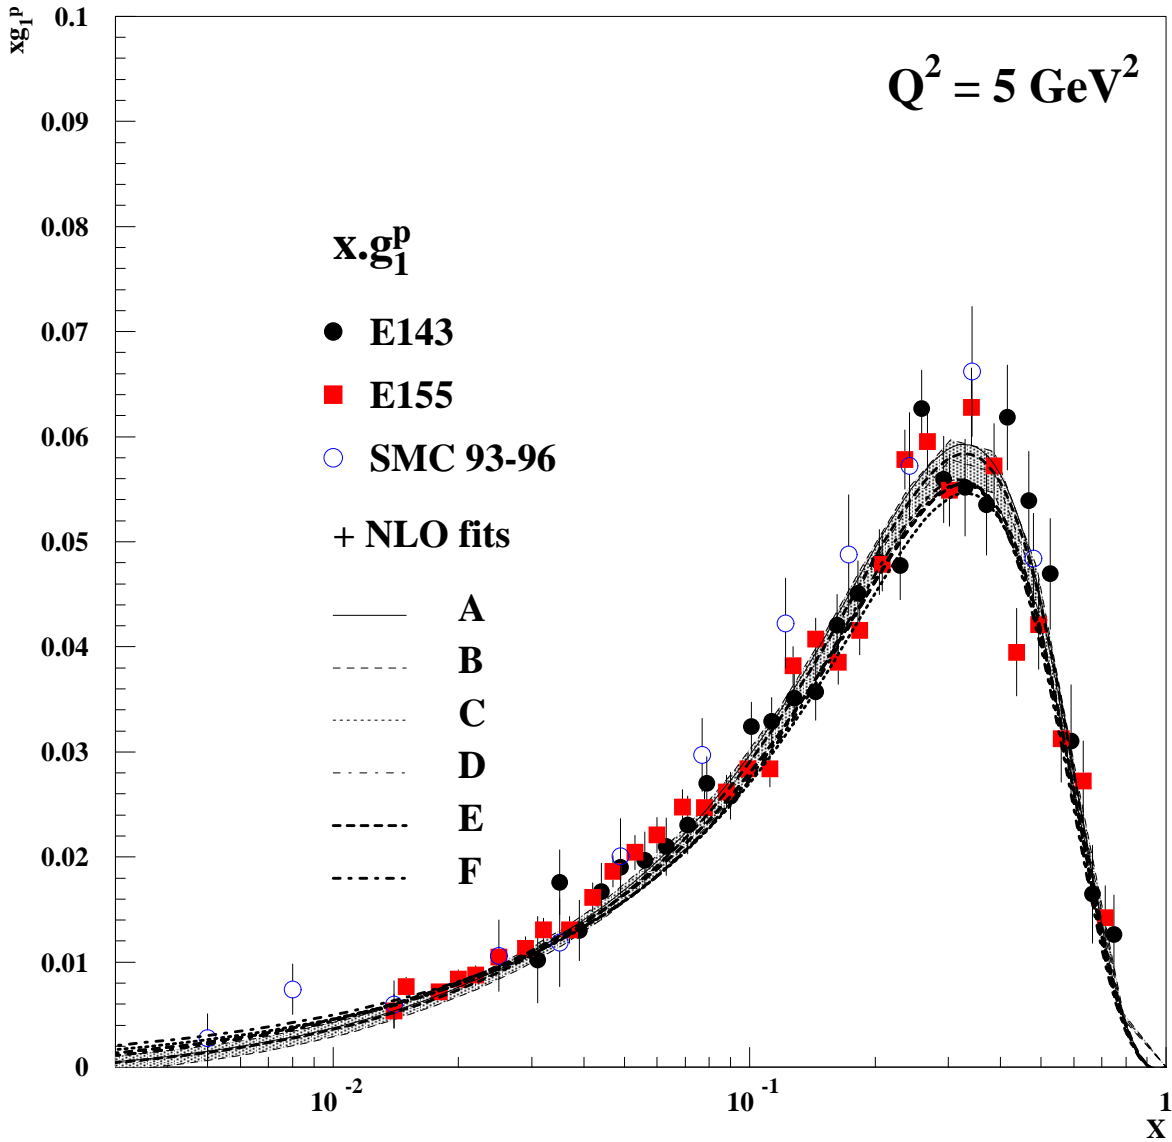 xg₁ᵖ
Q² = 5 GeV²
0.1
0.09
0.08
0.07
0.06
0.05
0.04
0.03
0.02
0.01
0
x.g₁ᵖ
E143
E155
SMC 93-96
+ NLO fits
A
B
C
D
E
F
10⁻²
10⁻¹
1
x